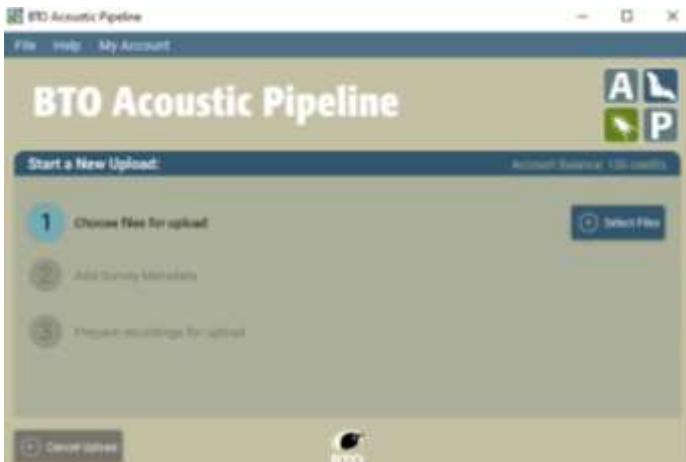 BTO Acoustic Pipeline
File Help My Account
BTO Acoustic Pipeline
A
P
Start a New Upload:
Account Balance: 100 credits
1 Choose files for upload
Select Files
2 Add Survey Metadata
3 Prepare recordings for upload
Cancel Upload
BTO